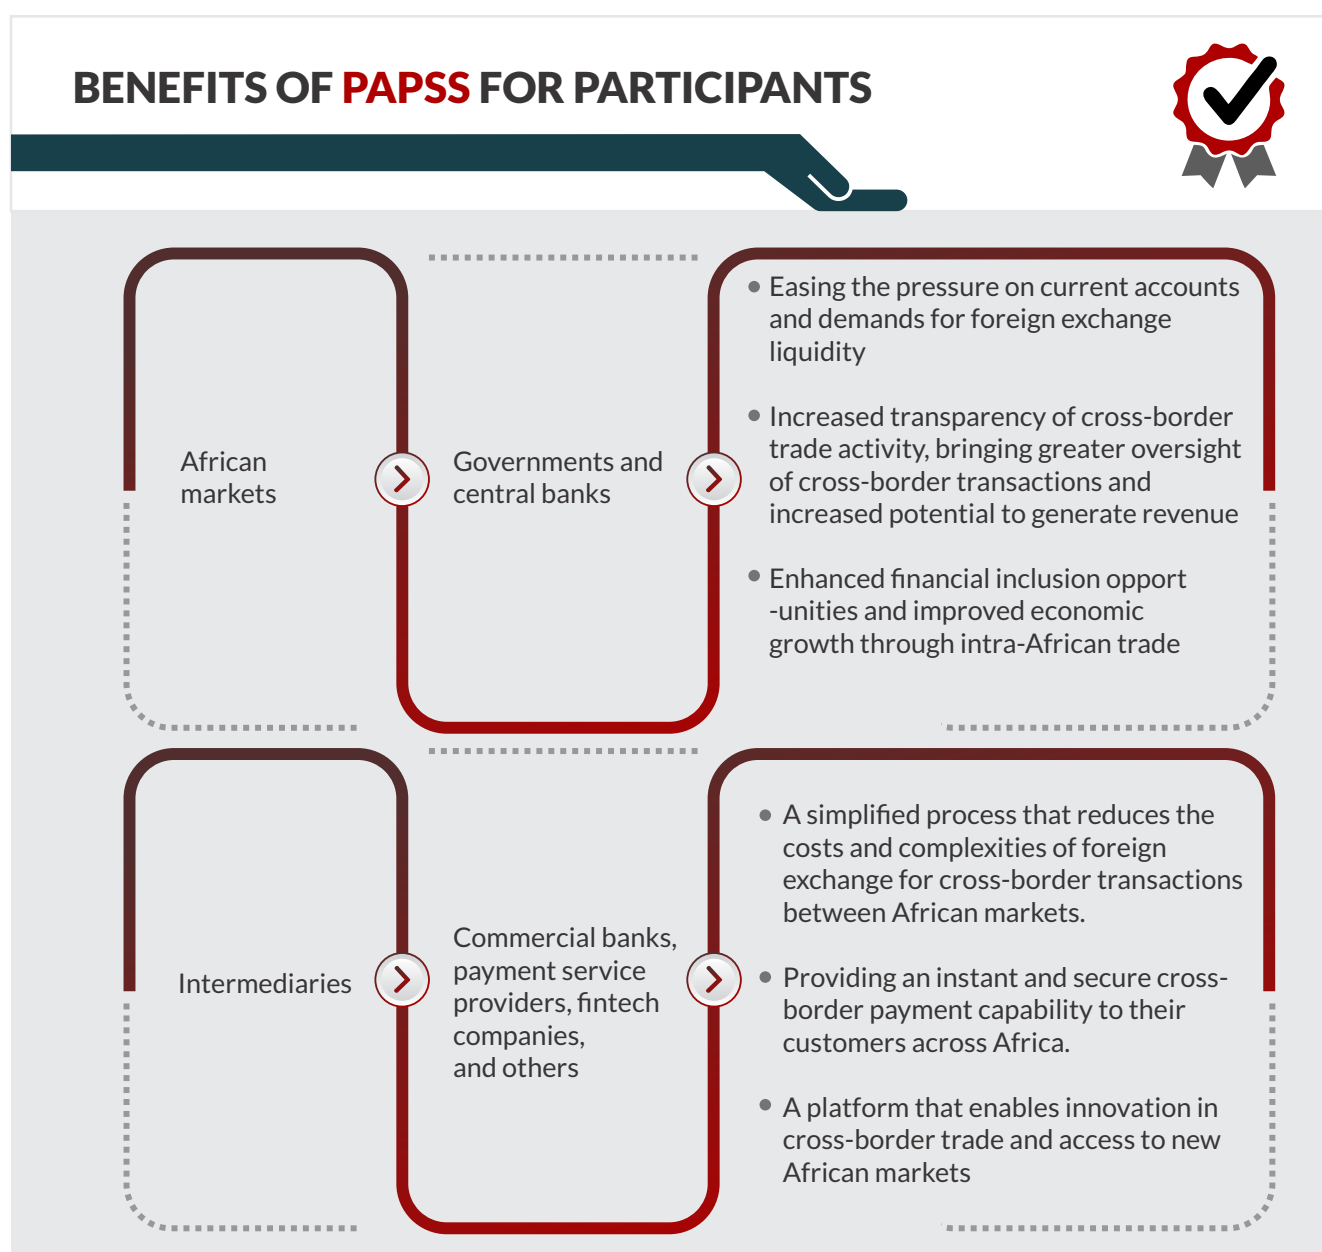 BENEFITS OF PAPSS FOR PARTICIPANTS
African
markets
Governments and
central banks
Easing the pressure on current accounts
and demands for foreign exchange
liquidity
Increased transparency of cross-border
trade activity, bringing greater oversight
of cross-border transactions and
increased potential to generate revenue
Enhanced financial inclusion opport
-unities and improved economic
growth through intra-African trade
Intermediaries
Commercial banks,
payment service
providers, fintech
companies,
and others
A simplified process that reduces the
costs and complexities of foreign
exchange for cross-border transactions
between African markets.
Providing an instant and secure cross-
border payment capability to their
customers across Africa.
A platform that enables innovation in
cross-border trade and access to new
African markets